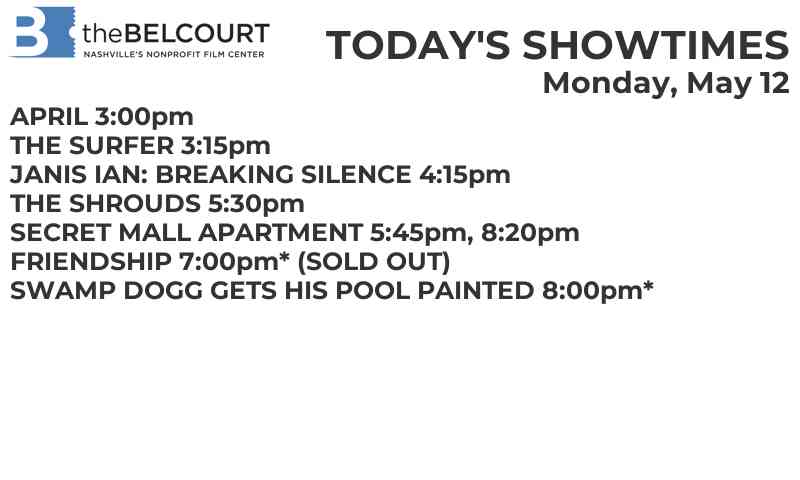 B theBELCOURT
NASHVILLE'S NONPROFIT FILM CENTER
TODAY'S SHOWTIMES
Monday, May 12
APRIL 3:00pm
THE SURFER 3:15pm
JANIS IAN: BREAKING SILENCE 4:15pm
THE SHROUDS 5:30pm
SECRET MALL APARTMENT 5:45pm, 8:20pm
FRIENDSHIP 7:00pm* (SOLD OUT)
SWAMP DOGG GETS HIS POOL PAINTED 8:00pm*